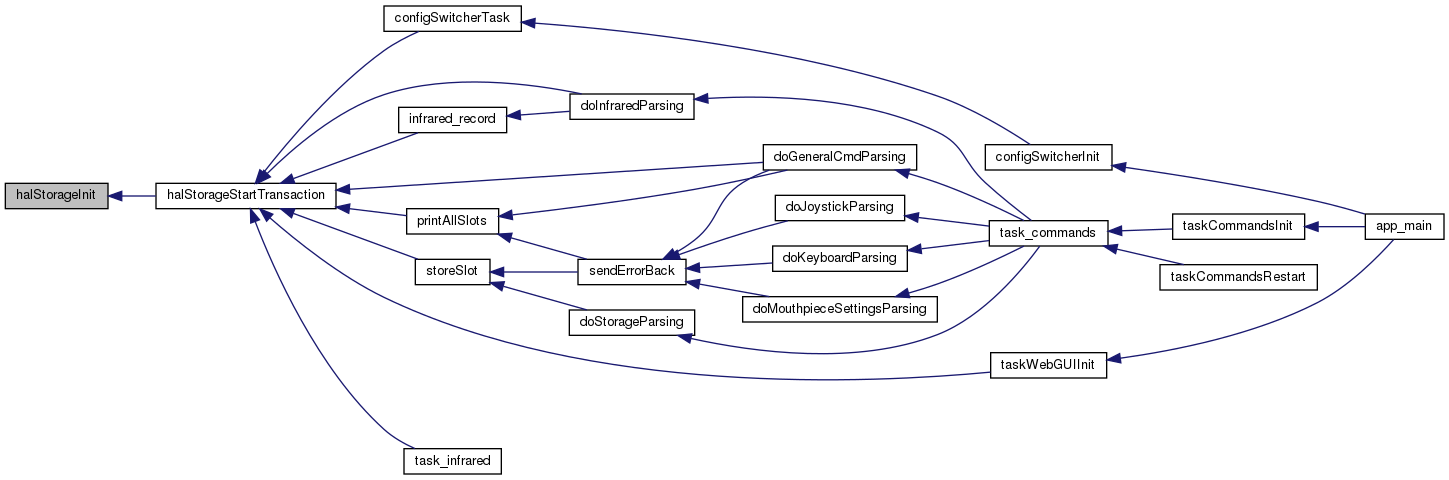 configSwitcherTask
doInfraredParsing
infrared_record
doGeneralCmdParsing
configSwitcherInit
halStorageInit
halStorageStartTransaction
doJoystickParsing
printAllSlots
task_commands
taskCommandsInit
app_main
doKeyboardParsing
storeSlot
sendErrorBack
taskCommandsRestart
doMouthpieceSettingsParsing
doStorageParsing
taskWebGUIInit
task_infrared